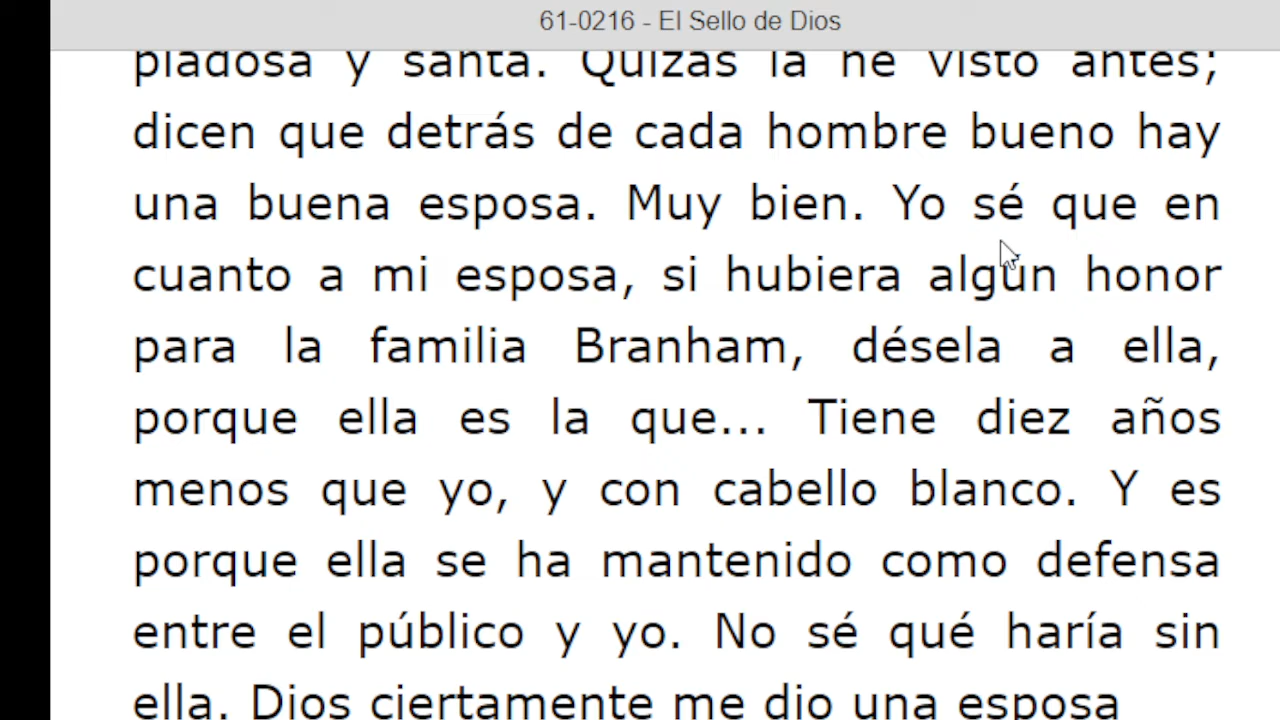 61-0216 - El Sello de Dios
piadosa y santa. Quizás la he visto antes;
dicen que detrás de cada hombre bueno hay
una buena esposa. Muy bien. Yo sé que en
cuanto a mi esposa, si hubiera algún honor
para la familia Branham, désela a ella,
porque ella es la que... Tiene diez años
menos que yo, y con cabello blanco. Y es
porque ella se ha mantenido como defensa
entre el público y yo. No sé qué haría sin
ella. Dios ciertamente me dio una esposa